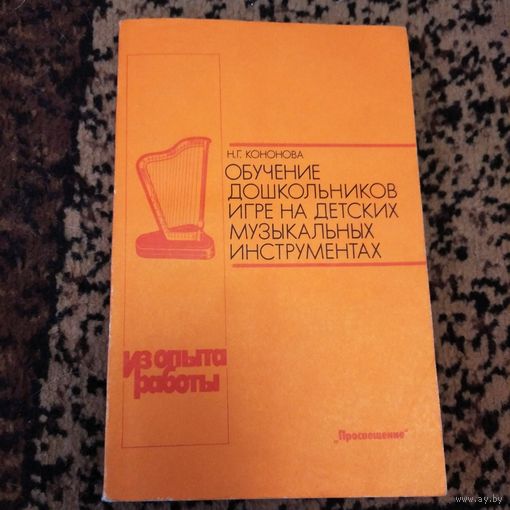 Н.Г. КОНОНОВА
ОБУЧЕНИЕ
ДОШКОЛЬНИКОВ
ИГРЕ НА ДЕТСКИХ
МУЗЫКАЛЬНЫХ
ИНСТРУМЕНТАХ
из опыта
работы
„Просвещение"
www.ay.by